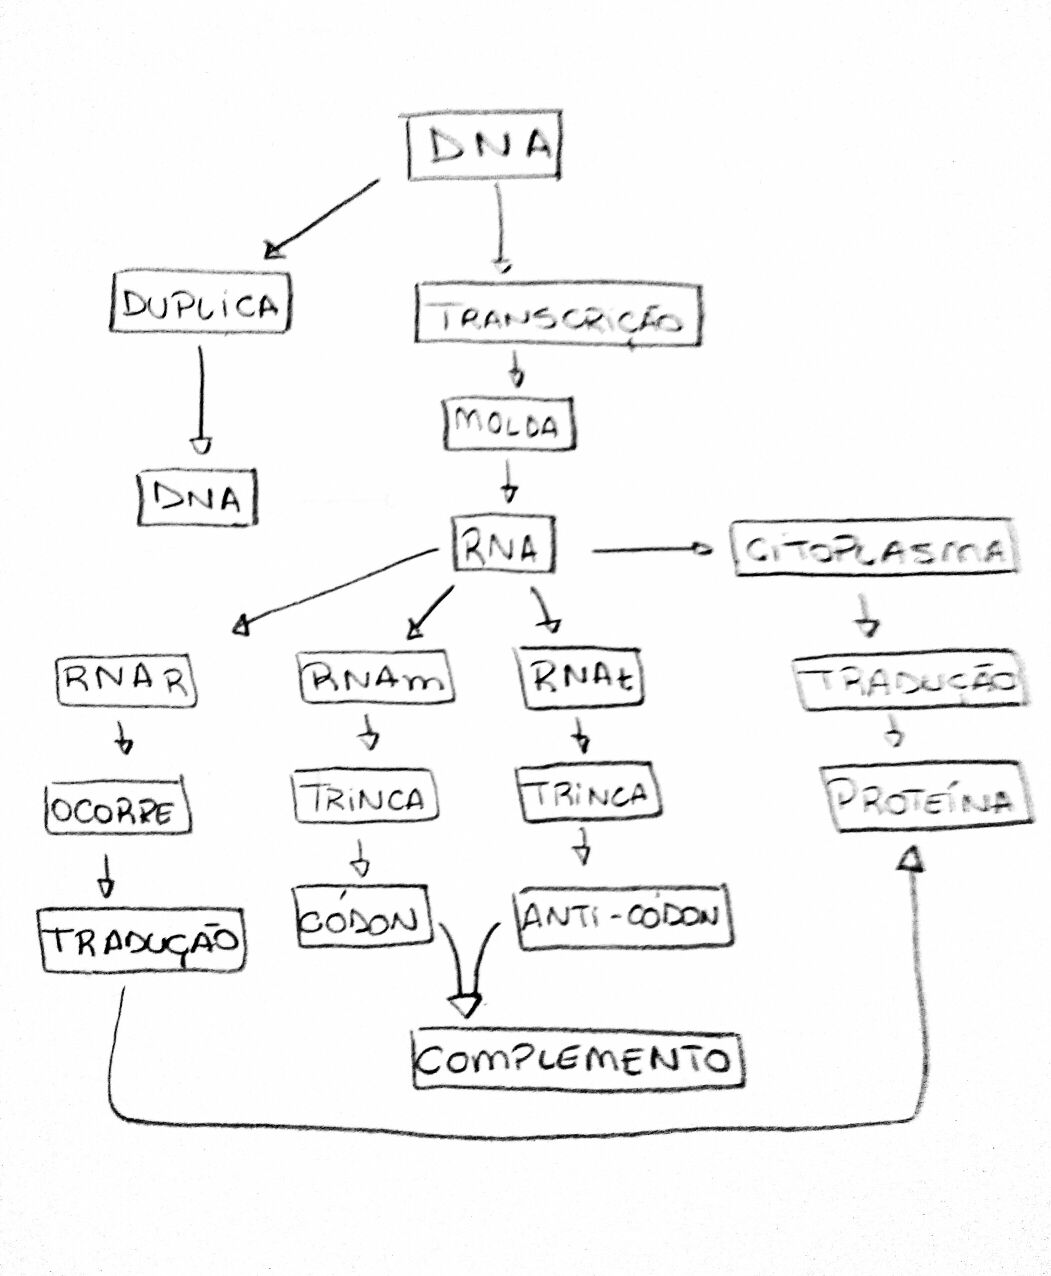 DNA
DUPLICA
TRANSCRIÇÃO
MOLDA
DNA
RNA
CITOPLASMA
RNAR
RNAm
RNAt
TRADUÇÃO
OCORRE
TRINCA
TRINCA
PROTEÍNA
TRADUÇÃO
CÓDON
ANTI-CÓDON
COMPLEMENTO